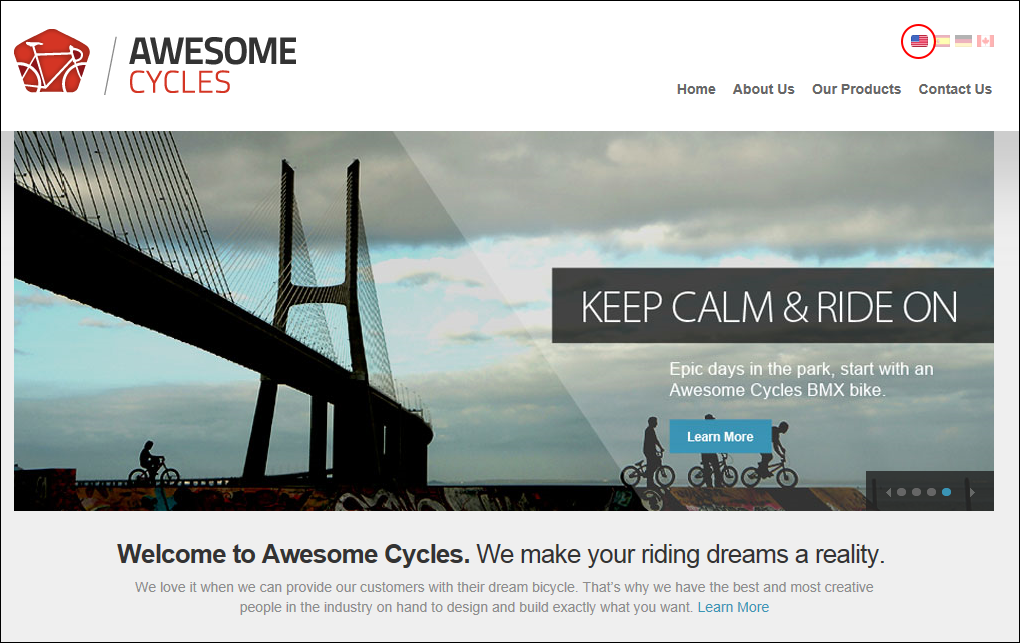 AWESOME
CYCLES
Home About Us Our Products Contact Us
KEEP CALM & RIDE ON
Epic days in the park, start with an
Awesome Cycles BMX bike.
Learn More
Welcome to Awesome Cycles. We make your riding dreams a reality.
We love it when we can provide our customers with their dream bicycle. That's why we have the best and most creative
people in the industry on hand to design and build exactly what you want. Learn More